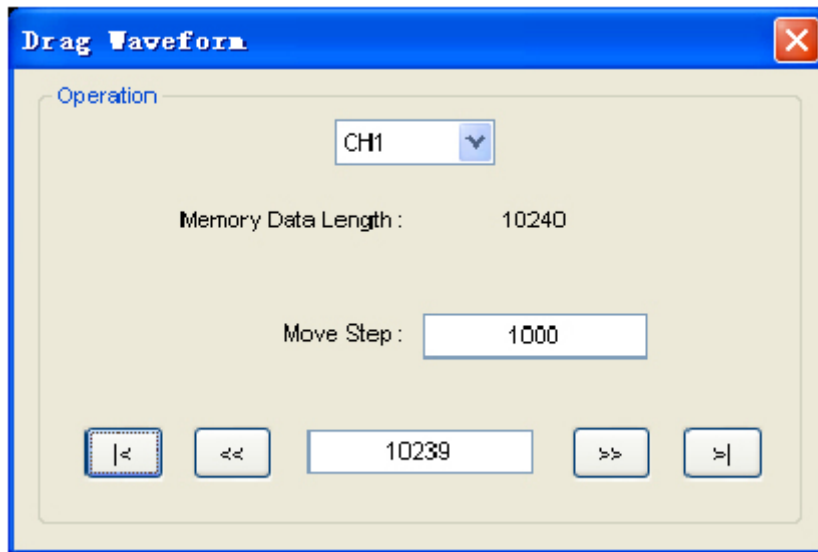 Drag Waveform
Operation
CH1
Memory Data Length : 10240
Move Step : 1000
|< << 10239 >> >|